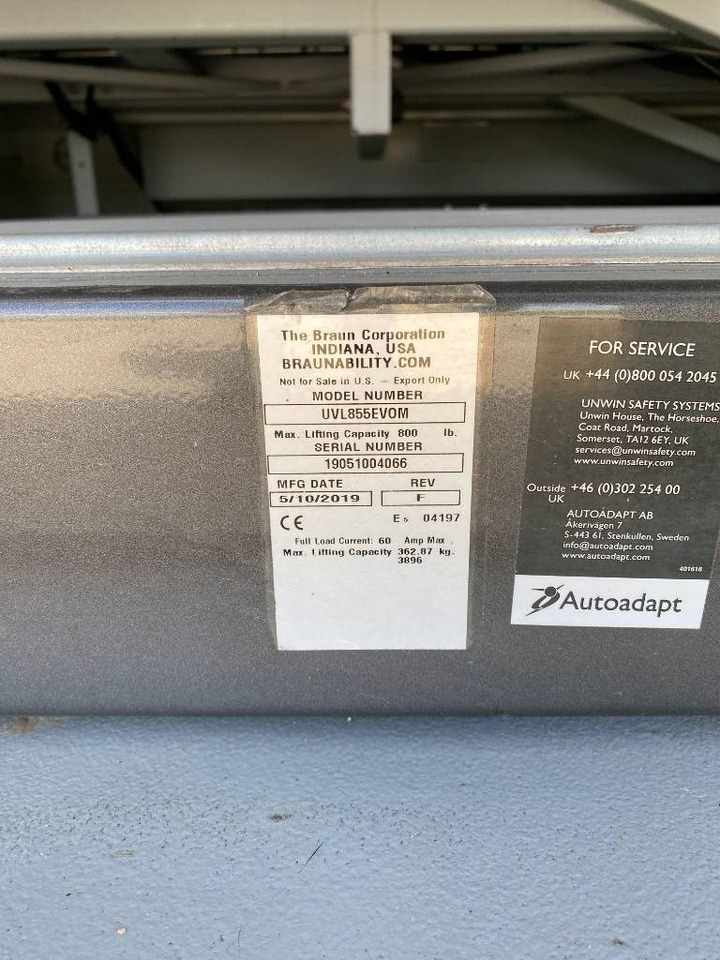 The Braun Corporation
INDIANA, USA
BRAUNABILITY.COM
Not for Sale in U.S. - Export Only
MODEL NUMBER
UVL855EVOM
Max. Lifting Capacity 800 lb.
SERIAL NUMBER
19051004066
MFG DATE REV
5/10/2019 F
CE E5 04197
Full Load Current: 60 Amp Max.
Max. Lifting Capacity 362.87 kg.
3896
FOR SERVICE
UK +44 (0)800 054 2045
UNWIN SAFETY SYSTEMS
Unwin House, The Horseshoe,
Coat Road, Martock,
Somerset, TA12 6EY, UK
services@unwinsafety.com
www.unwinsafety.com
Outside +46 (0)302 254 00
UK
AUTOADAPT AB
Åkerivägen 7
S-443 61, Stenkullen, Sweden
info@autoadapt.com
www.autoadapt.com
401618
Autoadapt